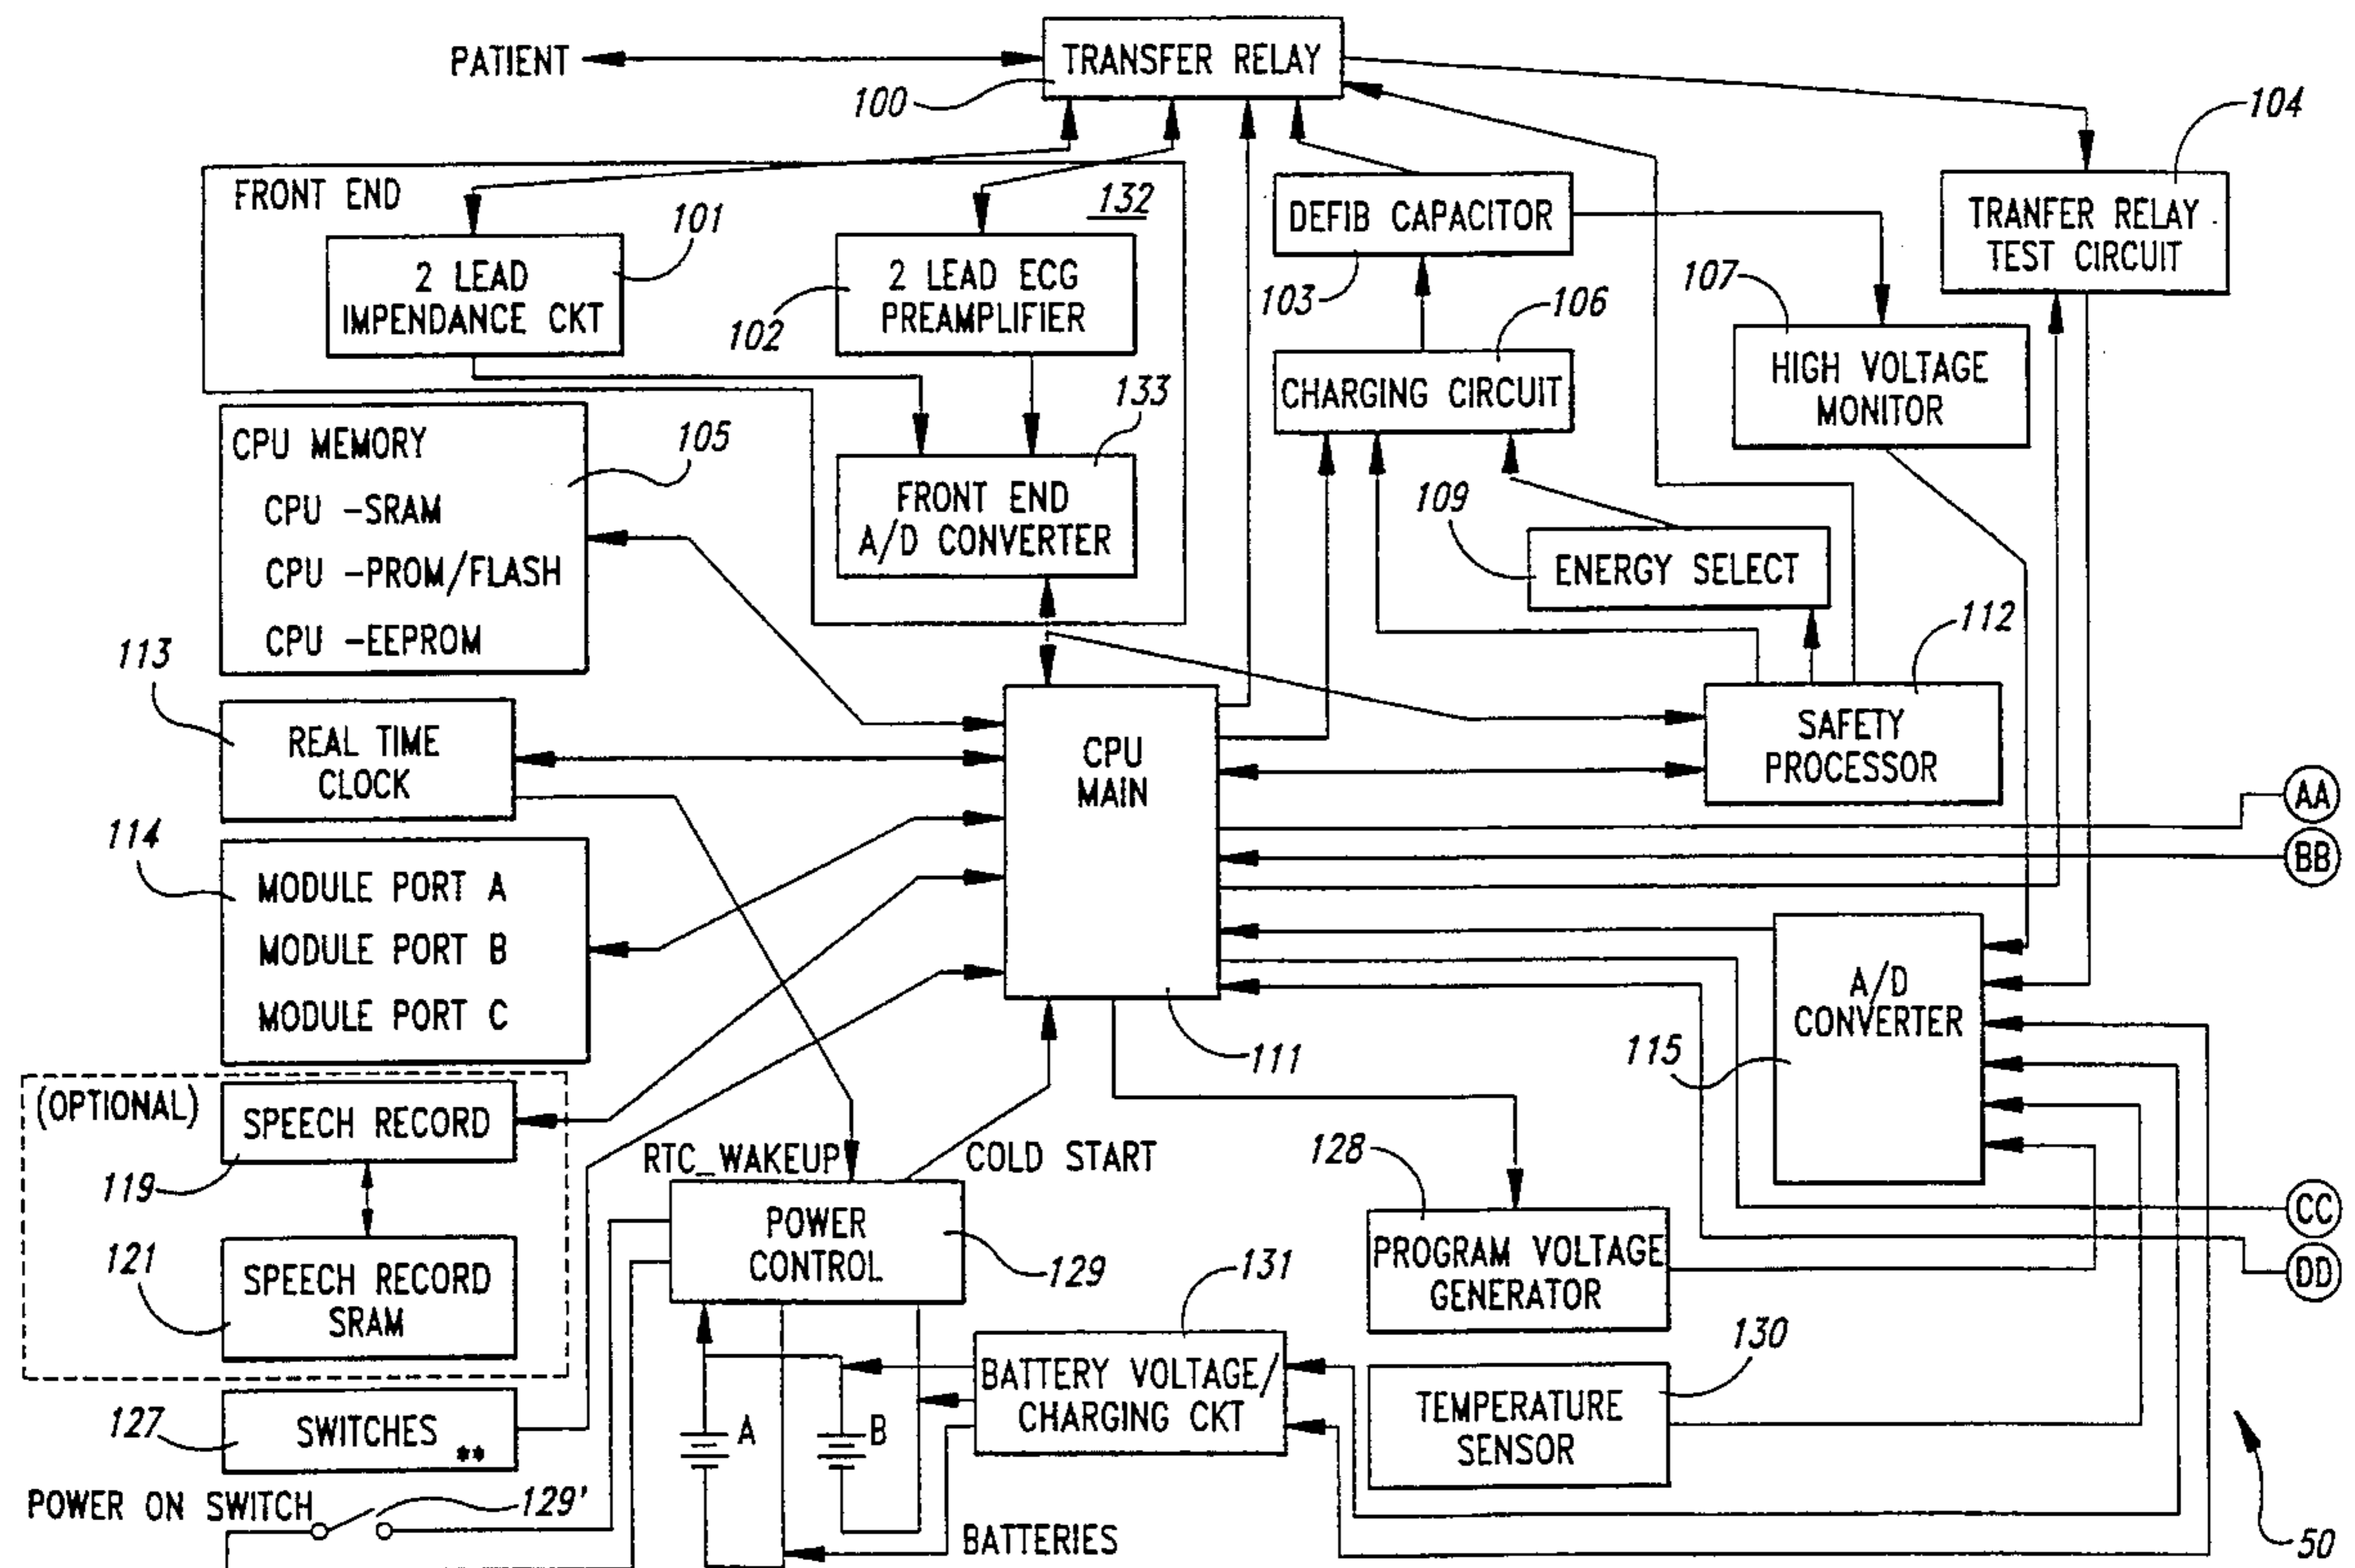 PATIENT
TRANSFER RELAY
100
104
FRONT END
101
132
2 LEAD
IMPENDANCE CKT
2 LEAD ECG
PREAMPLIFIER
102
DEFIB CAPACITOR
103
TRANFER RELAY
TEST CIRCUIT
107
106
HIGH VOLTAGE
MONITOR
CHARGING CIRCUIT
133
CPU MEMORY
105
CPU -SRAM
CPU -PROM/FLASH
CPU -EEPROM
FRONT END
A/D CONVERTER
109
ENERGY SELECT
112
113
REAL TIME
CLOCK
CPU
MAIN
SAFETY
PROCESSOR
AA
BB
114
MODULE PORT A
MODULE PORT B
MODULE PORT C
111
A/D
CONVERTER
115
(OPTIONAL)
SPEECH RECORD
119
RTC_WAKEUP
COLD START
128
121
SPEECH RECORD
SRAM
POWER
CONTROL
129
131
PROGRAM VOLTAGE
GENERATOR
CC
DD
130
BATTERY VOLTAGE/
CHARGING CKT
TEMPERATURE
SENSOR
127
SWITCHES **
A
B
POWER ON SWITCH
129'
BATTERIES
50